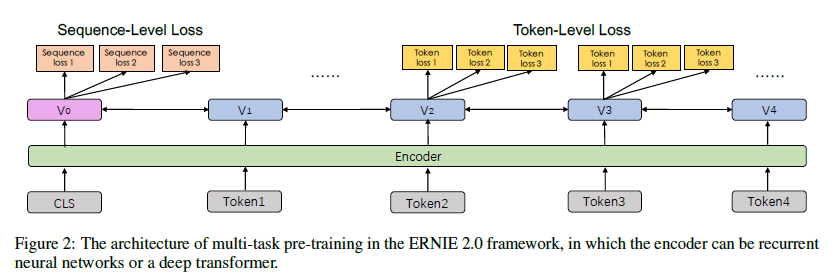 Sequence-Level Loss
Token-Level Loss
Sequence
loss 1
Sequence
loss 2
Sequence
loss 3
Token
loss 1
Token
loss 2
Token
loss 3
Token
loss 1
Token
loss 2
Token
loss 3
......
......
V0
V1
V2
V3
V4
Encoder
CLS
Token1
Token2
Token3
Token4
Figure 2: The architecture of multi-task pre-training in the ERNIE 2.0 framework, in which the encoder can be recurrent
neural networks or a deep transformer.